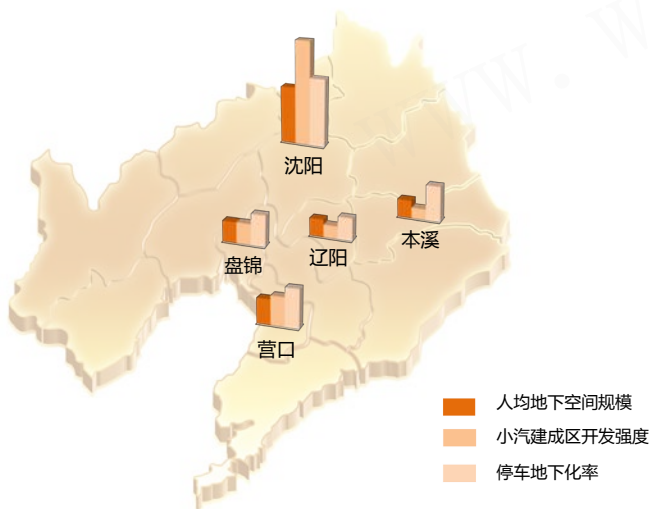 沈阳
本溪
辽阳
盘锦
营口
人均地下空间规模
小汽建成区开发强度
停车地下化率